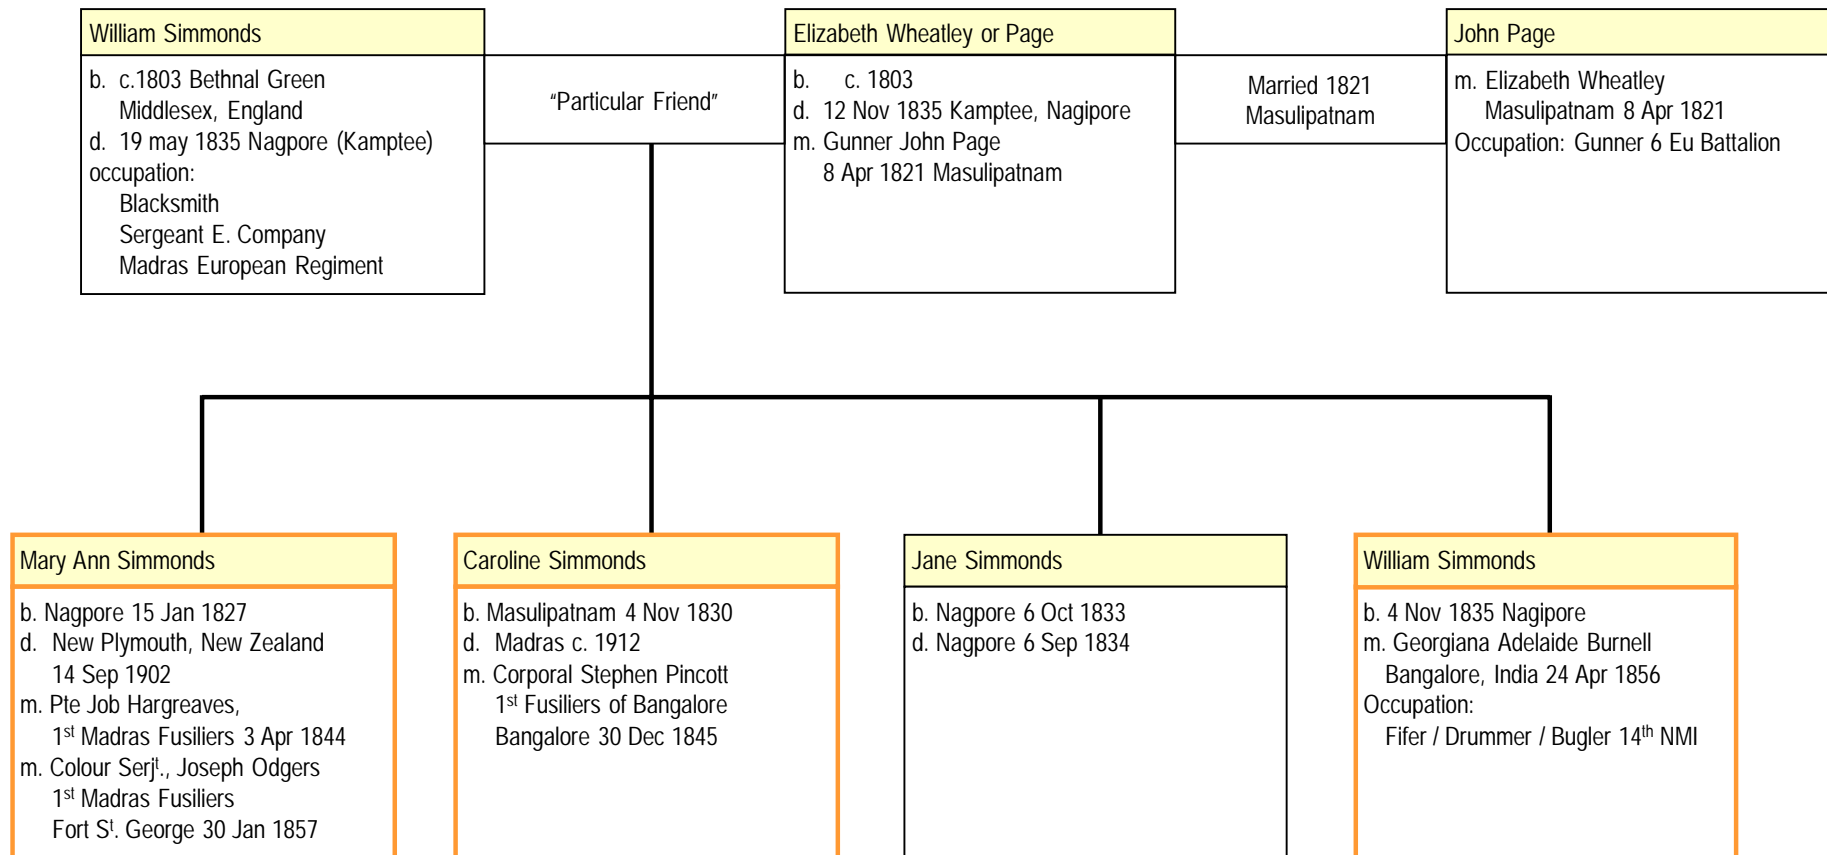 William Simmonds
b. c.1803 Bethnal Green
Middlesex, England
d. 19 may 1835 Nagpore (Kamptee)
occupation:
Blacksmith
Sergeant E. Company
Madras European Regiment
"Particular Friend"
Elizabeth Wheatley or Page
b. c. 1803
d. 12 Nov 1835 Kamptee, Nagipore
m. Gunner John Page
8 Apr 1821 Masulipatnam
Married 1821
Masulipatnam
John Page
m. Elizabeth Wheatley
Masulipatnam 8 Apr 1821
Occupation: Gunner 6 Eu Battalion
Mary Ann Simmonds
b. Nagpore 15 Jan 1827
d. New Plymouth, New Zealand
14 Sep 1902
m. Pte Job Hargreaves,
1st Madras Fusiliers 3 Apr 1844
m. Colour Serjt., Joseph Odgers
1st Madras Fusiliers
Fort St. George 30 Jan 1857
Caroline Simmonds
b. Masulipatnam 4 Nov 1830
d. Madras c. 1912
m. Corporal Stephen Pincott
1st Fusiliers of Bangalore
Bangalore 30 Dec 1845
Jane Simmonds
b. Nagpore 6 Oct 1833
d. Nagpore 6 Sep 1834
William Simmonds
b. 4 Nov 1835 Nagipore
m. Georgiana Adelaide Burnell
Bangalore, India 24 Apr 1856
Occupation:
Fifer / Drummer / Bugler 14th NMI